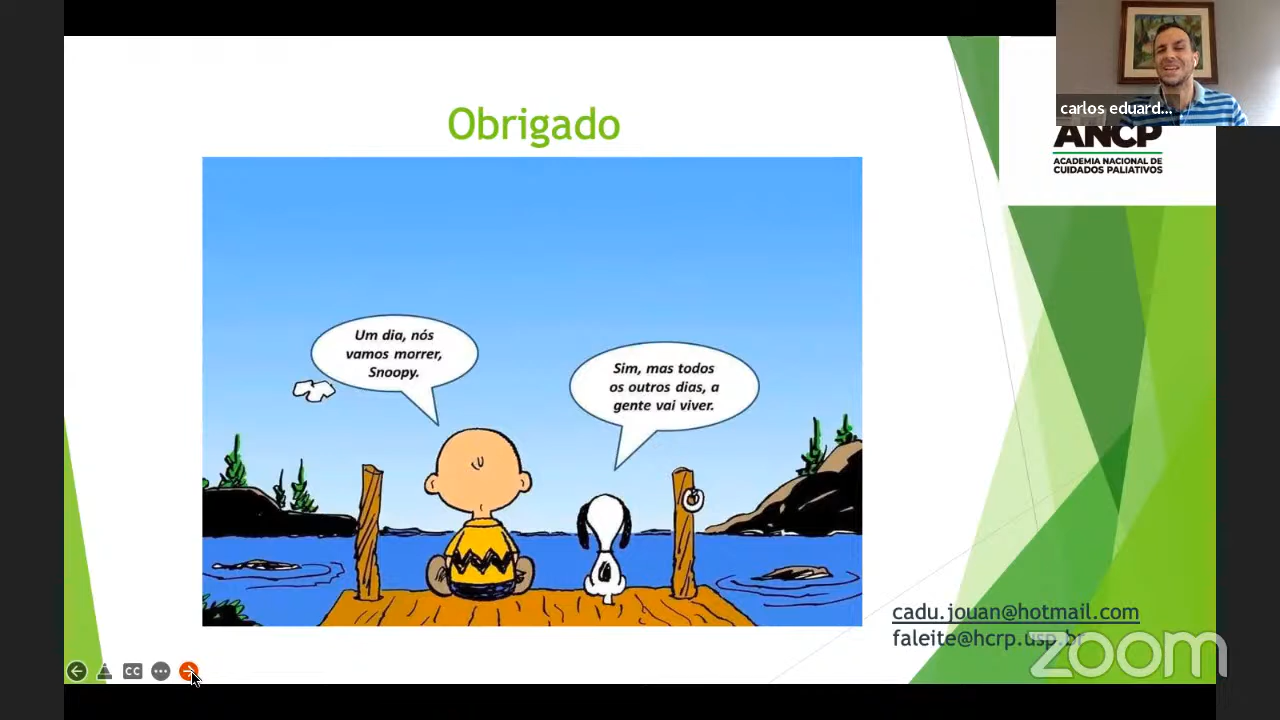 carlos eduard...
Obrigado
ANCP
ACADEMIA NACIONAL DE
CUIDADOS PALIATIVOS
Um dia, nós
vamos morrer,
Snoopy.
Sim, mas todos
os outros dias, a
gente vai viver.
cadu.jouan@hotmail.com
faleite@hcrp.usp.br
zoom
CC